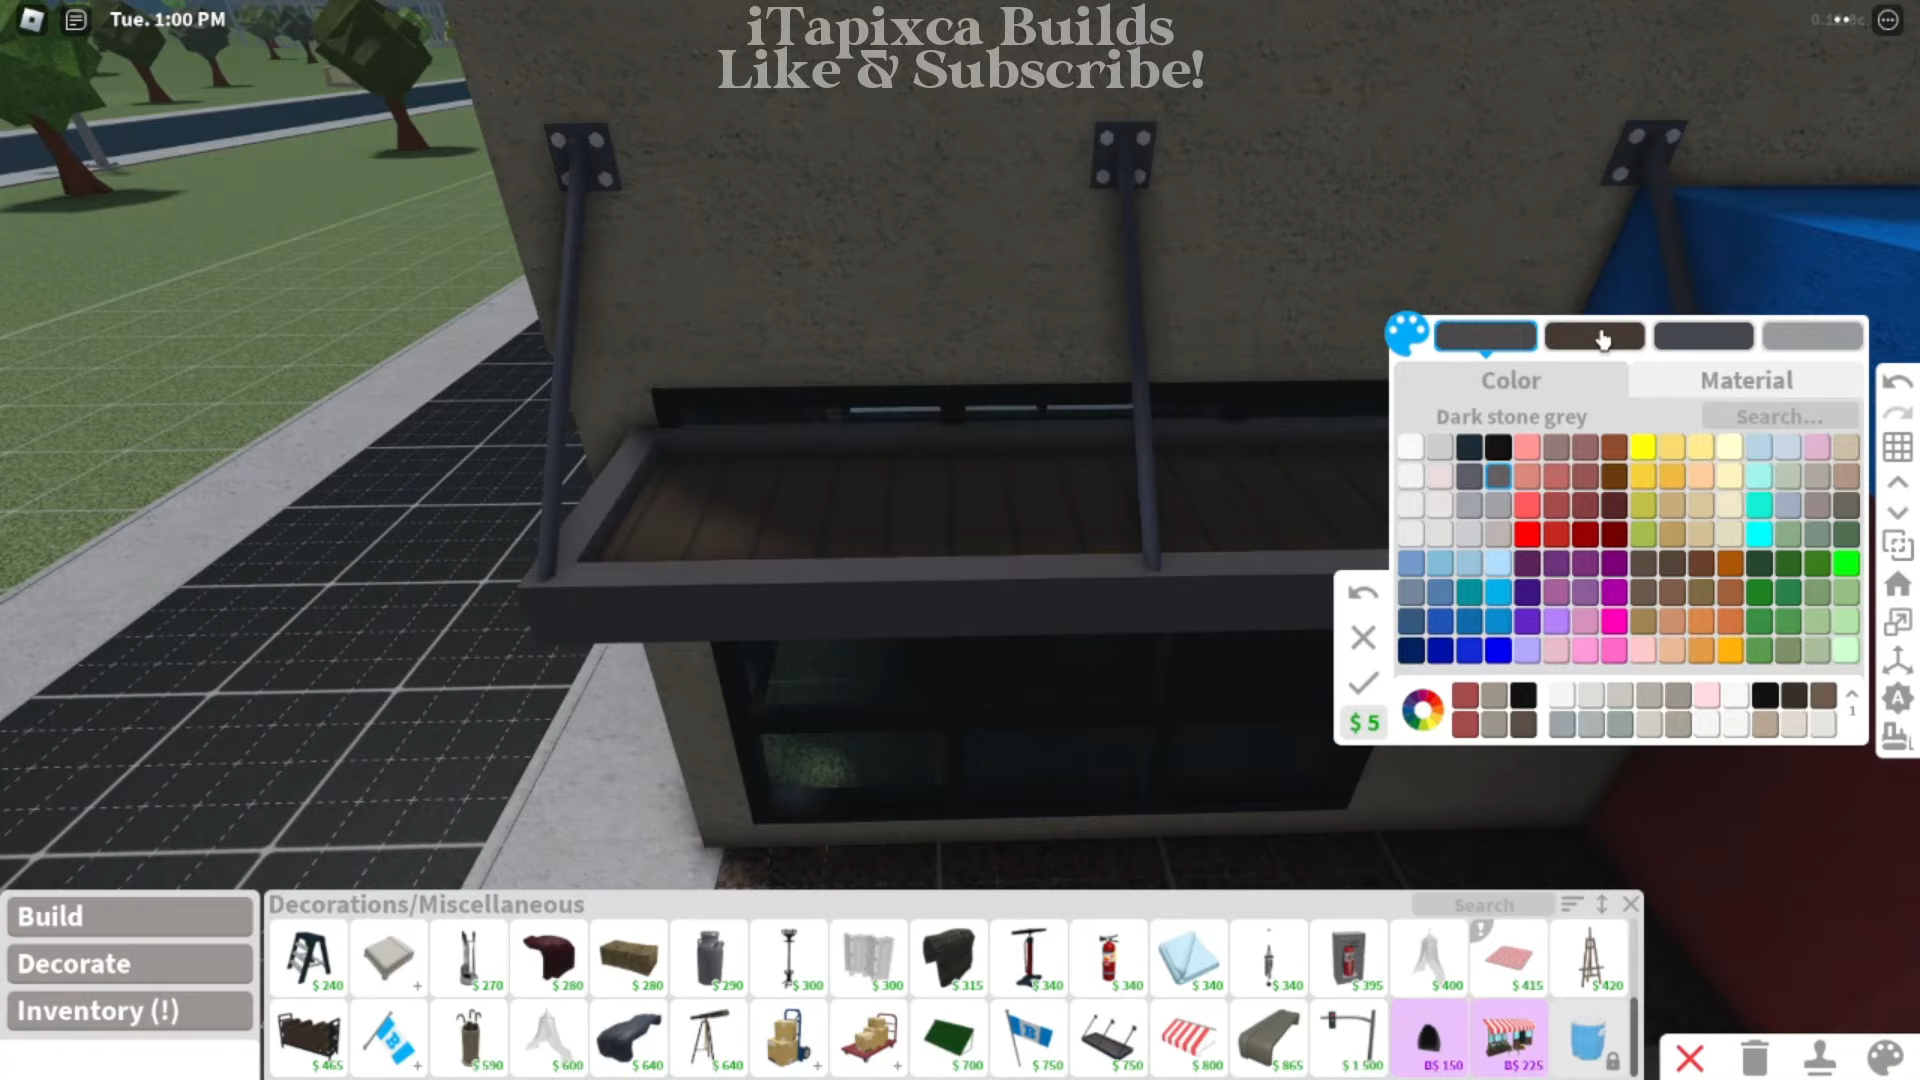 Tue. 1:00 PM
iTapixca Builds
Like & Subscribe!
Color
Material
Dark stone grey
Search...
1
$ 5
Build
Decorate
Inventory (!)
Decorations/Miscellaneous
Search
$ 240
+
$ 270
$ 280
$ 280
$ 290
$ 300
$ 300
$ 315
$ 340
$ 340
$ 340
$ 340
$ 395
$ 400
$ 415
$ 420
$ 465
+
$ 590
$ 600
$ 640
$ 640
+
+
$ 700
$ 750
$ 750
$ 800
$ 865
$ 1 500
B$ 150
B$ 225